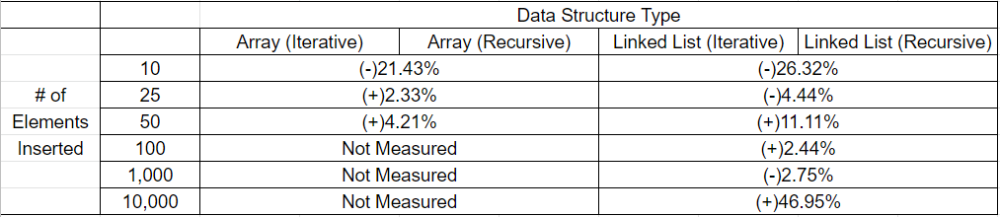 Data Structure Type
Array (Iterative) Array (Recursive) Linked List (Iterative) Linked List (Recursive)
10 (-)21.43% (-)26.32%
# of 25 (+)2.33% (-)4.44%
Elements 50 (+)4.21% (+)11.11%
Inserted 100 Not Measured (+)2.44%
1,000 Not Measured (-)2.75%
10,000 Not Measured (+)46.95%